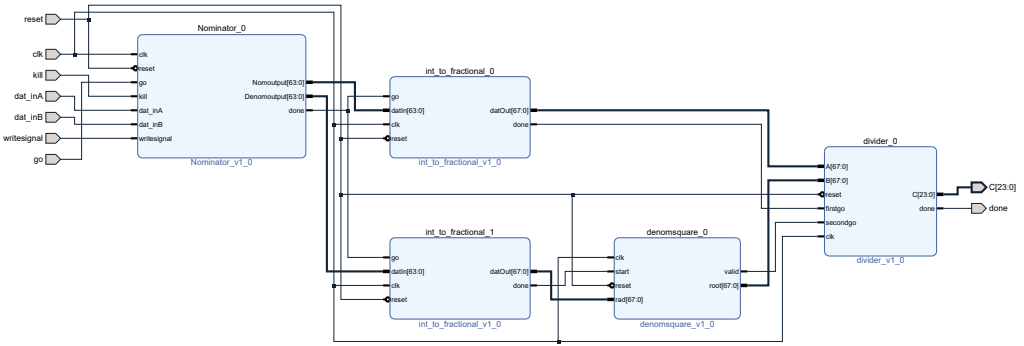 reset
clk
kill
dat_inA
dat_inB
writesignal
go
Nominator_0
clk
reset
go
kill
dat_inA
dat_inB
writesignal
Nomoutput[63:0]
Denomoutput[63:0]
done
Nominator_v1_0
int_to_fractional_0
go
datIn[63:0]
clk
reset
datOut[67:0]
done
int_to_fractional_v1_0
int_to_fractional_1
go
datIn[63:0]
clk
reset
datOut[67:0]
done
int_to_fractional_v1_0
denomsquare_0
clk
start
reset
rad[67:0]
valid
root[67:0]
denomsquare_v1_0
divider_0
A[67:0]
B[67:0]
reset
firstgo
secondgo
clk
C[23:0]
done
divider_v1_0
C[23:0]
done